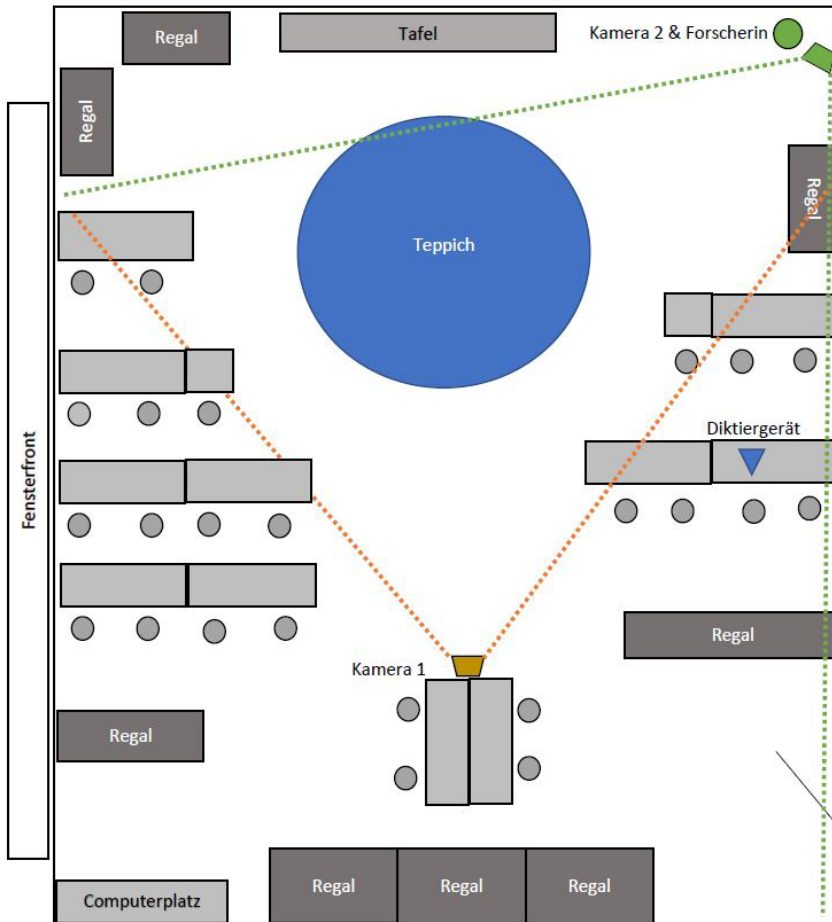 Regal
Tafel
Kamera 2 & Forscherin
Regal
Regal
Teppich
Diktiergerät
Fensterfront
Regal
Kamera 1
Regal
Regal
Regal
Regal
Computerplatz